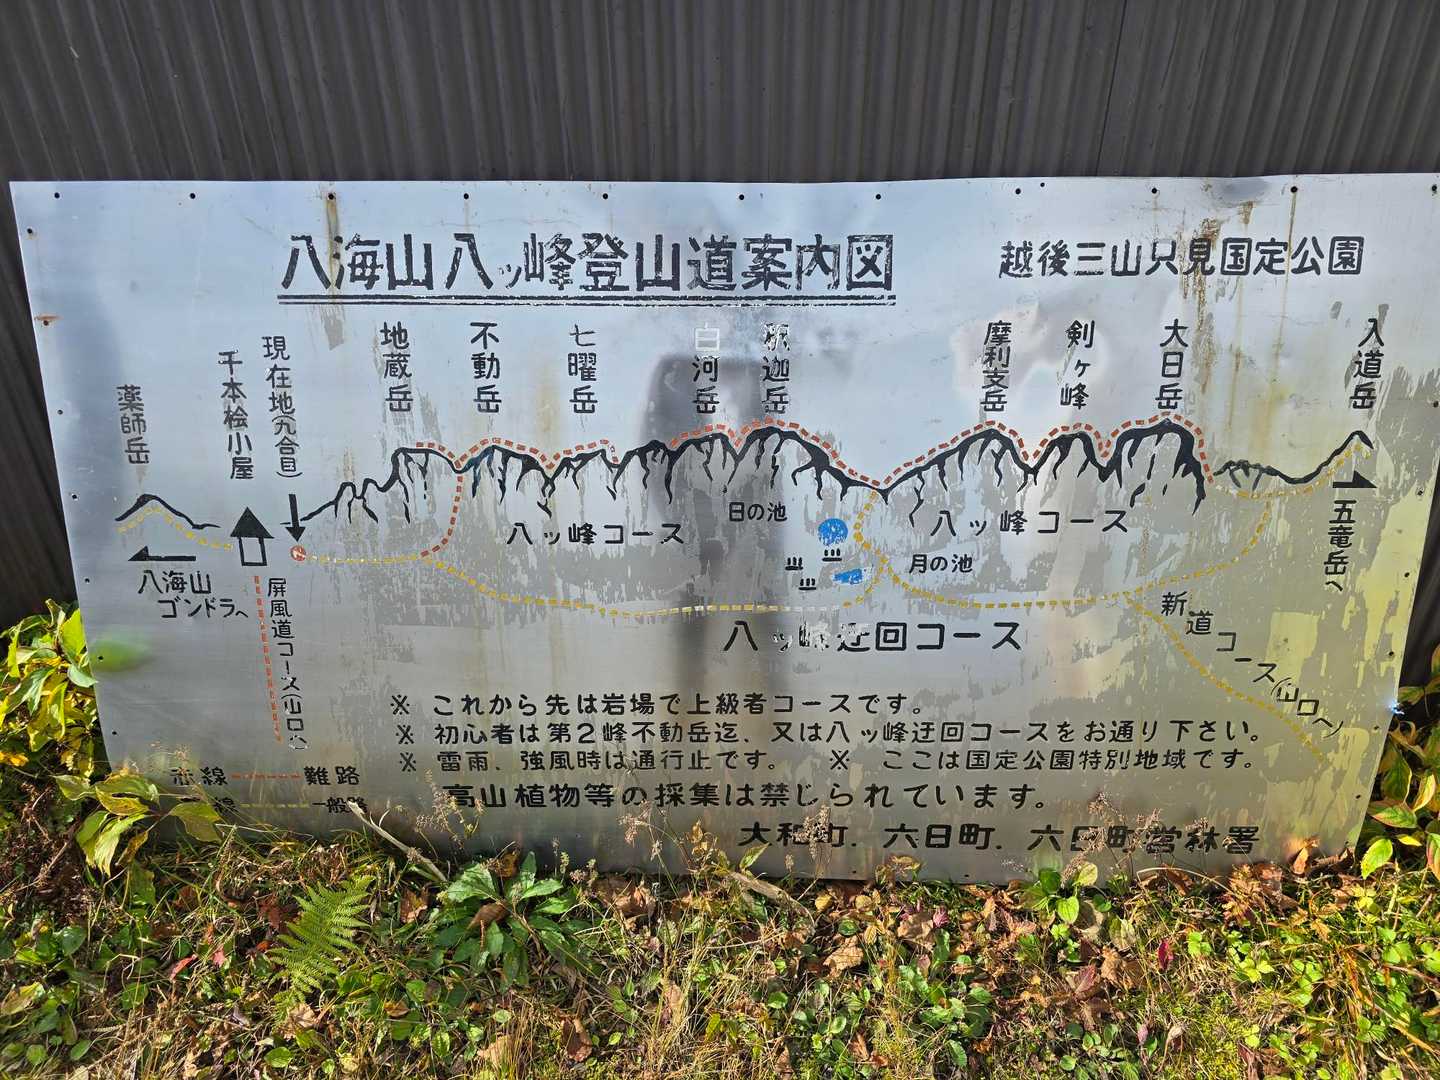 八海山八ッ峰登山道案内図
越後三山只見国定公園
薬師岳
千本桧小屋
現在地(九合目)
地蔵岳
不動岳
七曜岳
白河岳
釈迦岳
摩利支岳
剣ヶ峰
大日岳
入道岳
八ッ峰コース
日の池
八ッ峰コース
月の池
五竜岳へ
八海山
ゴンドラへ
屏風道コース(山口へ)
八ッ峰迂回コース
新道コース(山口へ)
※ これから先は岩場で上級者コースです。
※ 初心者は第2峰不動岳迄、又は八ッ峰迂回コースをお通り下さい。
※ 雷雨、強風時は通行止です。 ※ ここは国定公園特別地域です。
赤線 難路
線 一般路
高山植物等の採集は禁じられています。
大和町、六日町、六日町営林署